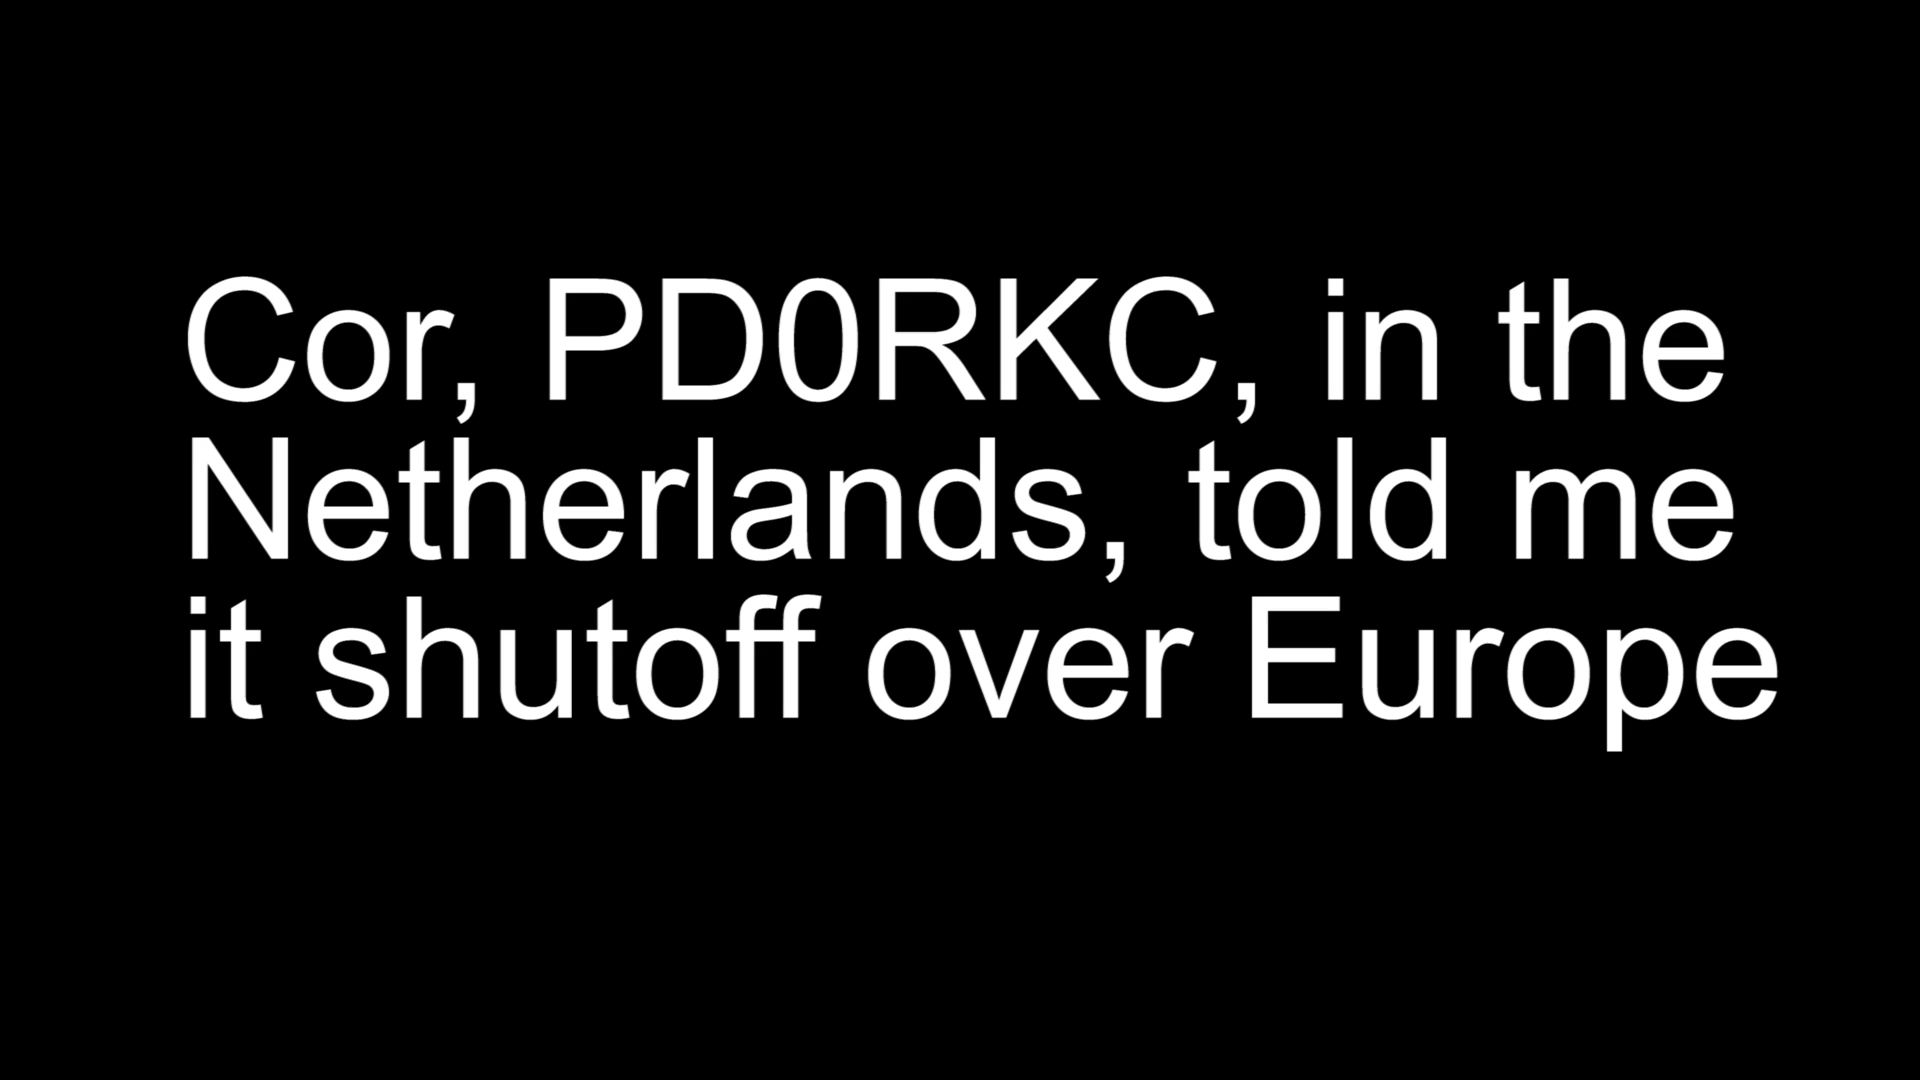 Cor, PD0RKC, in the
Netherlands, told me
it shutoff over Europe